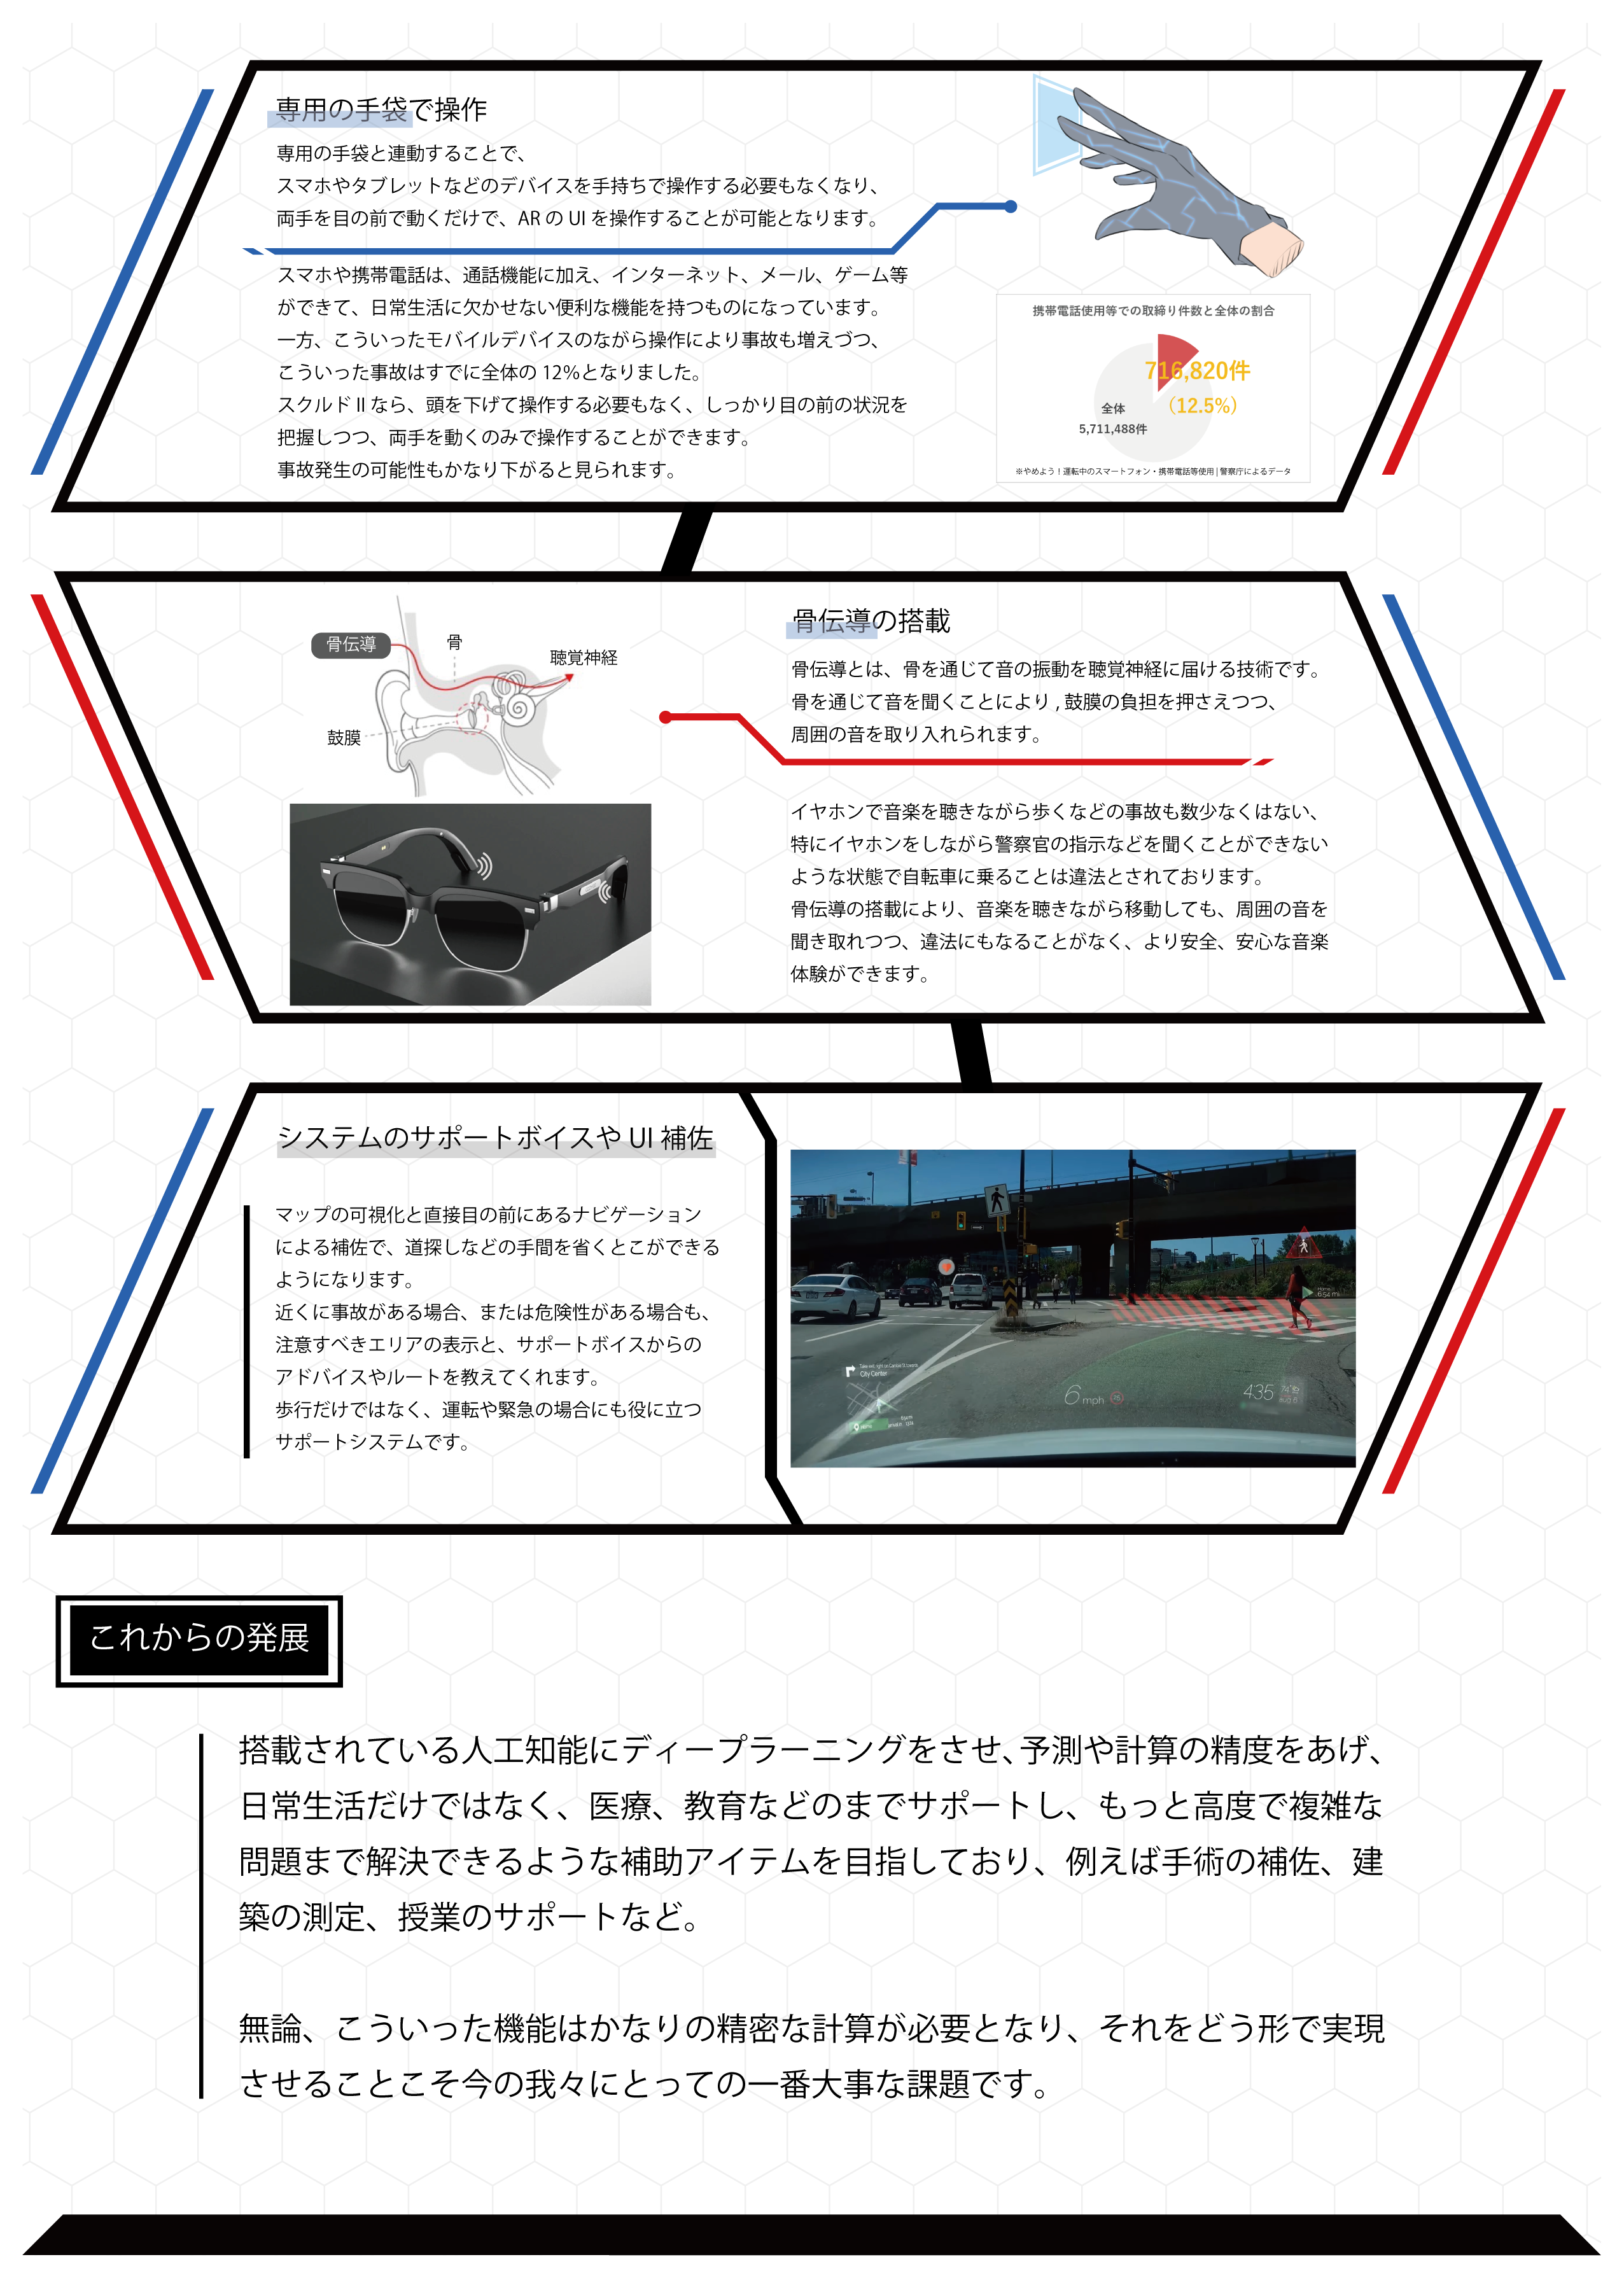 専用の手袋で操作
専用の手袋と連動することで、
スマホやタブレットなどのデバイスを手持ちで操作する必要もなくなり、
両手を目の前で動くだけで、AR の UI を操作することが可能となります。
スマホや携帯電話は、通話機能に加え、インターネット、メール、ゲーム等
ができて、日常生活に欠かせない便利な機能を持つものになっています。
一方、こういったモバイルデバイスのながら操作により事故も増えづつ、
こういった事故はすでに全体の 12%となりました。
スクルド II なら、頭を下げて操作する必要もなく、しっかり目の前の状況を
把握しつつ、両手を動くのみで操作することができます。
事故発生の可能性もかなり下がると見られます。
携帯電話使用等での取締り件数と全体の割合
716,820件
(12.5%)
全体
5,711,488件
※やめよう!運転中のスマートフォン・携帯電話等使用|警察庁によるデータ
骨伝導
骨
聴覚神経
鼓膜
骨伝導の搭載
骨伝導とは、骨を通じて音の振動を聴覚神経に届ける技術です。
骨を通じて音を聞くことにより , 鼓膜の負担を押さえつつ、
周囲の音を取り入れられます。
イヤホンで音楽を聴きながら歩くなどの事故も数少なくはない、
特にイヤホンをしながら警察官の指示などを聞くことができない
ような状態で自転車に乗ることは違法とされております。
骨伝導の搭載により、音楽を聴きながら移動しても、周囲の音を
聞き取れつつ、違法にもなることがなく、より安全、安心な音楽
体験ができます。
システムのサポートボイスや UI 補佐
マップの可視化と直接目の前にあるナビゲーション
による補佐で、道探しなどの手間を省くとこができる
ようになります。
近くに事故がある場合、または危険性がある場合も、
注意すべきエリアの表示と、サポートボイスからの
アドバイスやルートを教えてくれます。
歩行だけではなく、運転や緊急の場合にも役に立つ
サポートシステムです。
City Center
6 mph
435
これからの発展
搭載されている人工知能にディープラーニングをさせ、予測や計算の精度をあげ、
日常生活だけではなく、医療、教育などのまでサポートし、もっと高度で複雑な
問題まで解決できるような補助アイテムを目指しており、例えば手術の補佐、建
築の測定、授業のサポートなど。
無論、こういった機能はかなりの精密な計算が必要となり、それをどう形で実現
させることこそ今の我々にとっての一番大事な課題です。